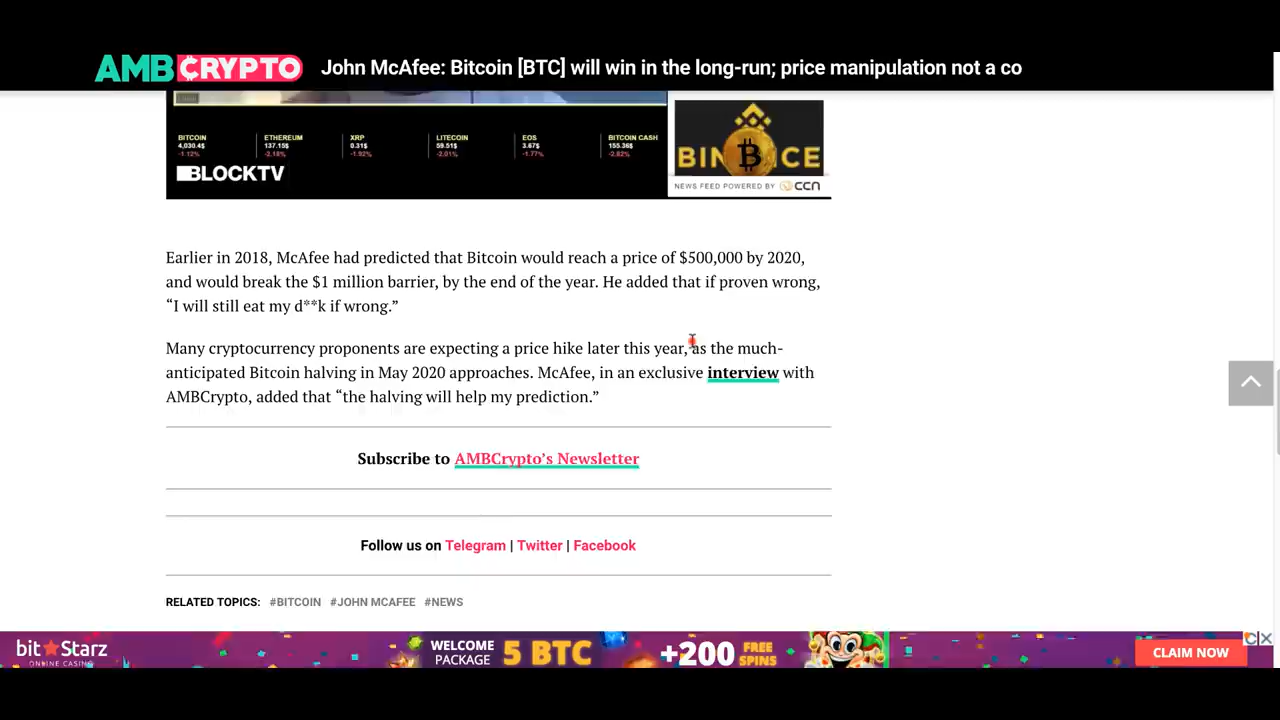 AMBCRYPTO John McAfee: Bitcoin [BTC] will win in the long-run; price manipulation not a co
BITCOIN ETHEREUM XRP LITECOIN EOS BITCOIN CASH
4,030.4$ 137.15$ 0.31$ 59.51$ 3.67$ 155.36$
-1.12% -2.18% -1.92% -2.01% -1.77% -2.82%
BLOCKTV
BINANCE
NEWS FEED POWERED BY CCN
Earlier in 2018, McAfee had predicted that Bitcoin would reach a price of $500,000 by 2020,
and would break the $1 million barrier, by the end of the year. He added that if proven wrong,
“I will still eat my d**k if wrong.”
Many cryptocurrency proponents are expecting a price hike later this year, as the much-
anticipated Bitcoin halving in May 2020 approaches. McAfee, in an exclusive interview with
AMBCrypto, added that “the halving will help my prediction.”
Subscribe to AMBCrypto’s Newsletter
Follow us on Telegram | Twitter | Facebook
RELATED TOPICS: #BITCOIN #JOHN MCAFEE #NEWS
bitStarz
ONLINE CASINO
WELCOME
PACKAGE
5 BTC
+200
FREE
SPINS
CLAIM NOW